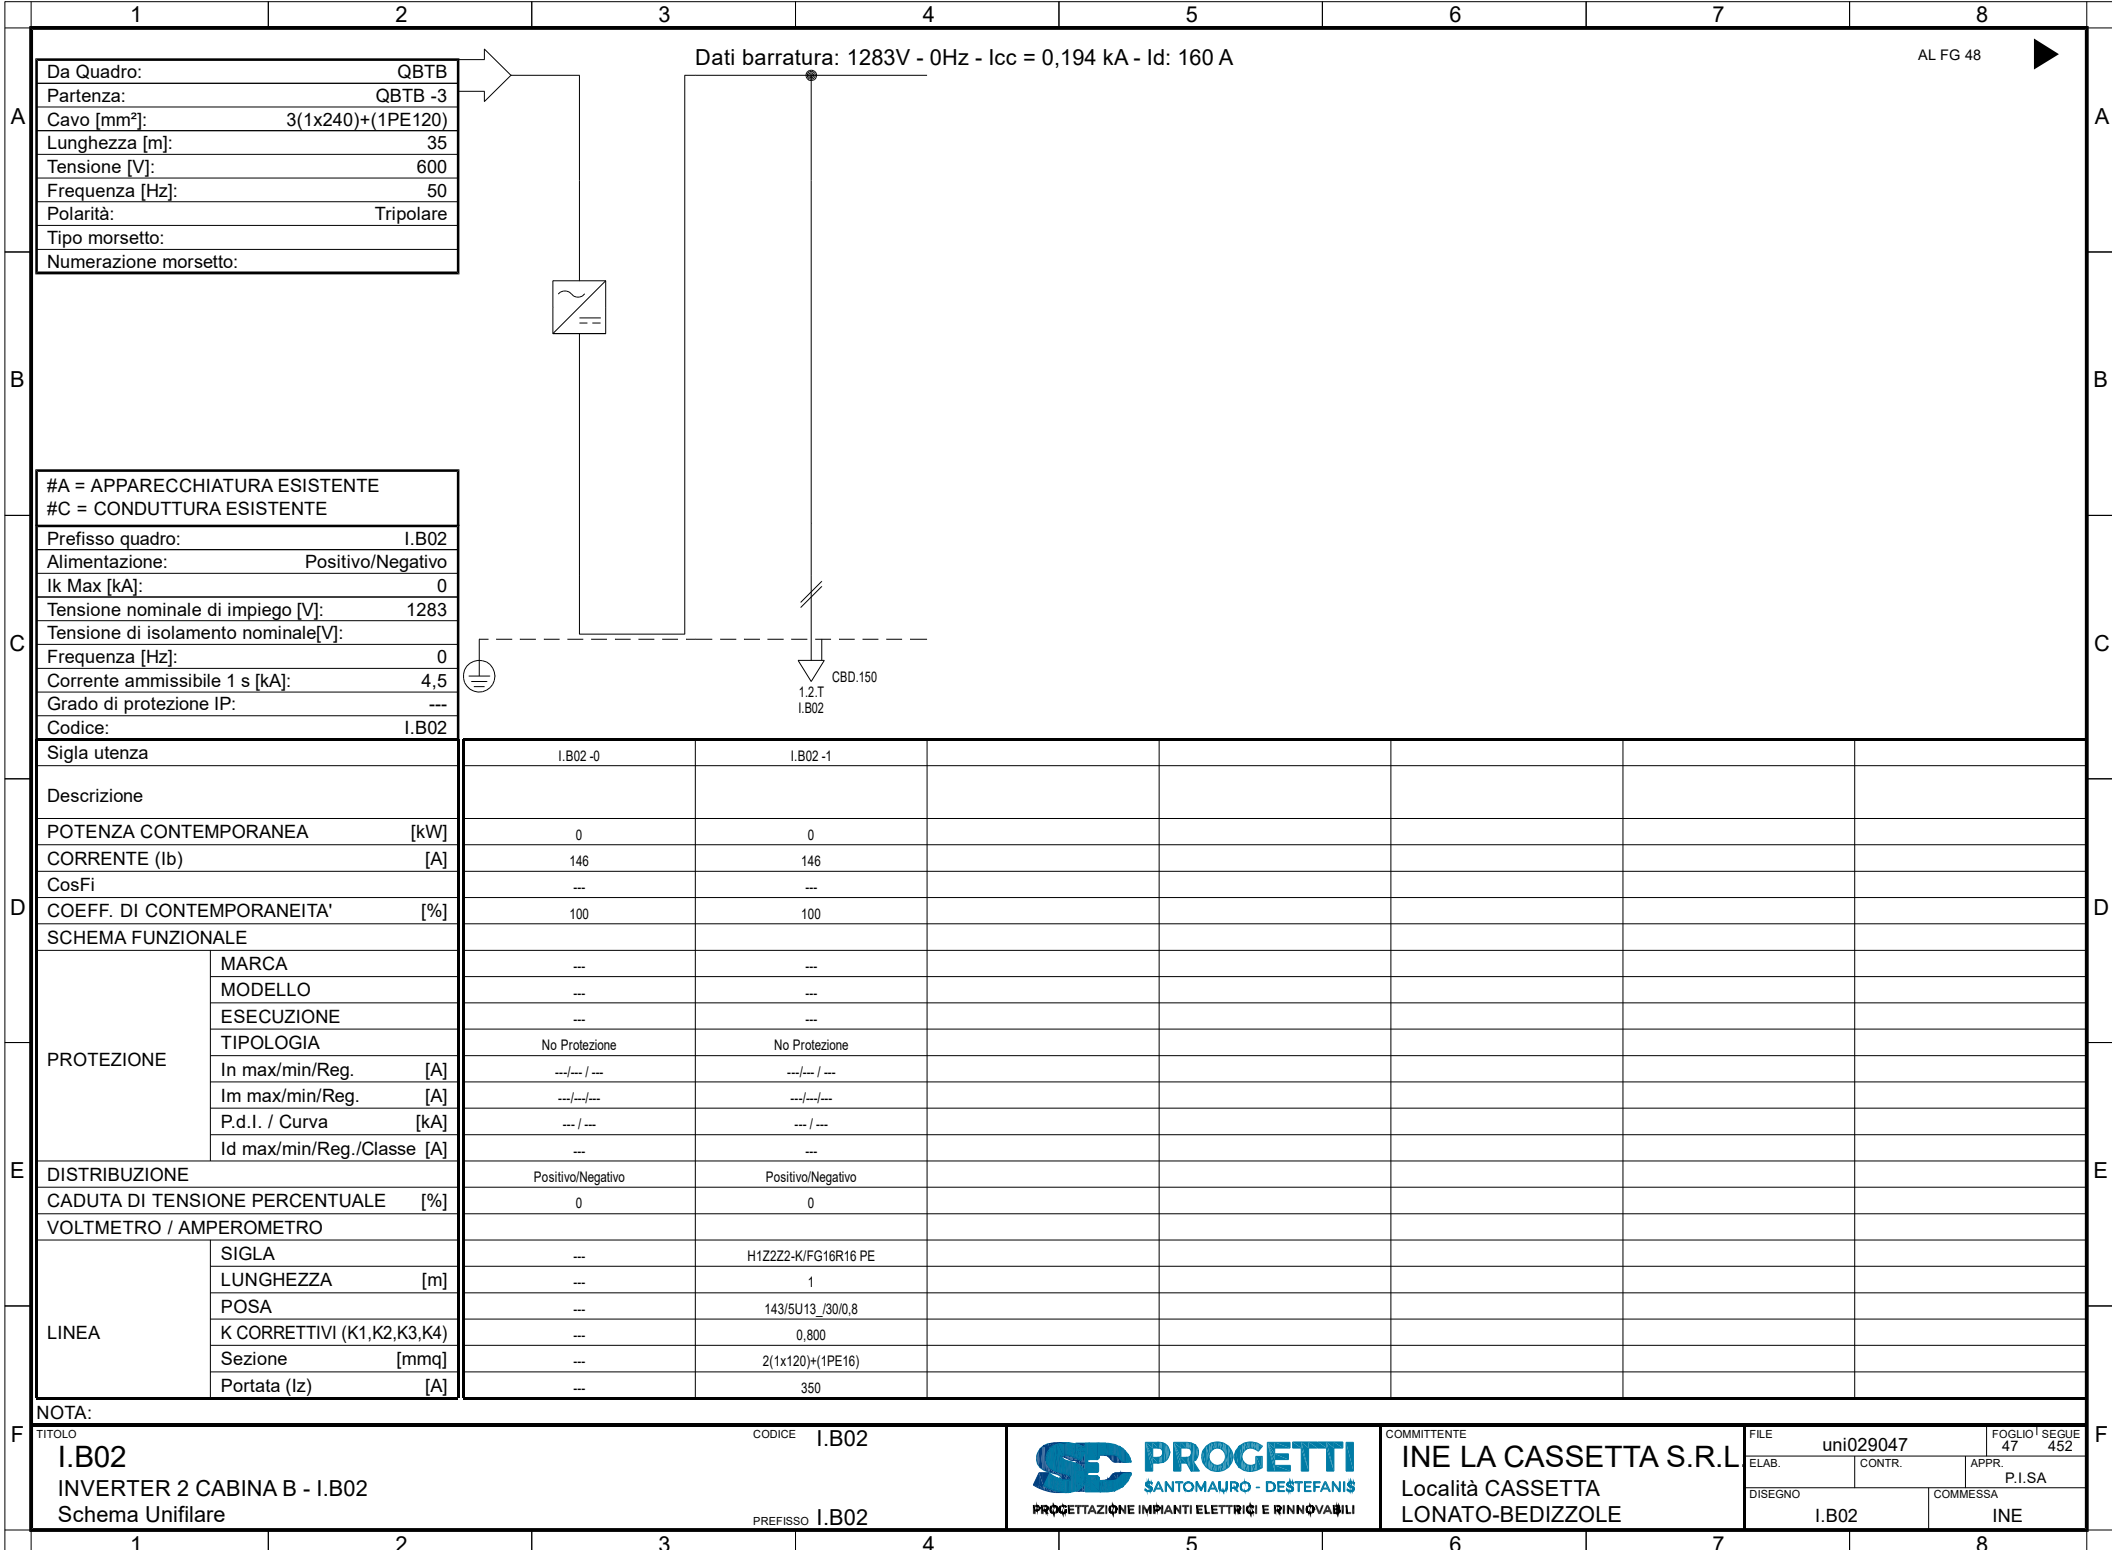 1 2 3 4 5 6 7 8
Dati barratura: 1283V - 0Hz - Icc = 0,194 kA - Id: 160 A
AL FG 48
Da Quadro: QBTB
Partenza: QBTB -3
Cavo [mm²]: 3(1x240)+(1PE120)
Lunghezza [m]: 35
Tensione [V]: 600
Frequenza [Hz]: 50
Polarità: Tripolare
Tipo morsetto:
Numerazione morsetto:
A A
B B
#A = APPARECCHIATURA ESISTENTE
#C = CONDUTTURA ESISTENTE
Prefisso quadro: I.B02
Alimentazione: Positivo/Negativo
Ik Max [kA]: 0
Tensione nominale di impiego [V]: 1283
Tensione di isolamento nominale[V]:
Frequenza [Hz]: 0
Corrente ammissibile 1 s [kA]: 4,5
Grado di protezione IP: ---
Codice: I.B02
C C
CBD.150
1.2.T
I.B02
Sigla utenza I.B02 -0 I.B02 -1
Descrizione
POTENZA CONTEMPORANEA [kW] 0 0
CORRENTE (Ib) [A] 146 146
CosFi --- ---
D COEFF. DI CONTEMPORANEITA' [%] 100 100 D
SCHEMA FUNZIONALE
PROTEZIONE
MARCA --- ---
MODELLO --- ---
ESECUZIONE --- ---
TIPOLOGIA No Protezione No Protezione
In max/min/Reg. [A] ---/--- / --- ---/--- / ---
Im max/min/Reg. [A] ---/---/--- ---/---/---
P.d.I. / Curva [kA] --- / --- --- / ---
Id max/min/Reg./Classe [A] --- ---
E DISTRIBUZIONE Positivo/Negativo Positivo/Negativo E
CADUTA DI TENSIONE PERCENTUALE [%] 0 0
VOLTMETRO / AMPEROMETRO
LINEA
SIGLA --- H1Z2Z2-K/FG16R16 PE
LUNGHEZZA [m] --- 1
POSA --- 143/5U13_/30/0,8
K CORRETTIVI (K1,K2,K3,K4) --- 0,800
Sezione [mmq] --- 2(1x120)+(1PE16)
Portata (Iz) [A] --- 350
NOTA:
F F
TITOLO
I.B02
INVERTER 2 CABINA B - I.B02
Schema Unifilare
CODICE I.B02
PREFISSO I.B02
PROGETTI
SANTOMAURO - DESTEFANIS
PROGETTAZIONE IMPIANTI ELETTRICI E RINNOVABILI
COMMITTENTE
INE LA CASSETTA S.R.L.
Località CASSETTA
LONATO-BEDIZZOLE
FILE uni029047
FOGLIO 47 SEGUE 452
ELAB. CONTR. APPR. P.I.SA
DISEGNO I.B02
COMMESSA INE
1 2 3 4 5 6 7 8